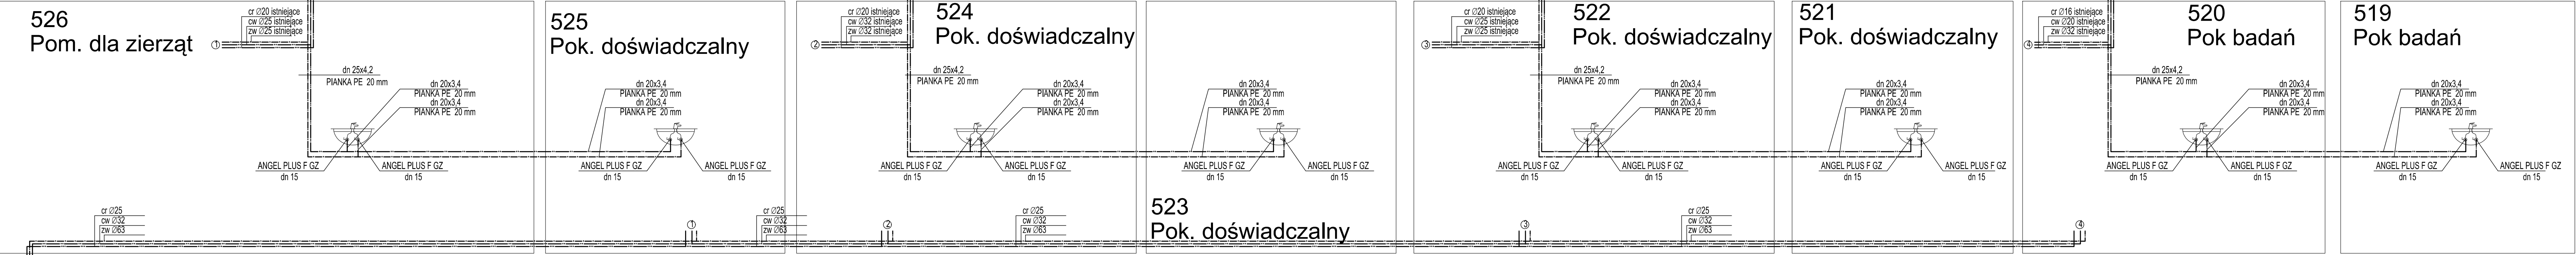 526
Pom. dla zierząt
cr Ø20 istniejące
cw Ø25 istniejące
zw Ø25 istniejące
1
dn 25x4,2
PIANKA PE 20 mm
dn 20x3,4
PIANKA PE 20 mm
dn 20x3,4
PIANKA PE 20 mm
ANGEL PLUS F GZ
dn 15
ANGEL PLUS F GZ
dn 15
cr Ø25
cw Ø32
zw Ø63
525
Pok. doświadczalny
dn 20x3,4
PIANKA PE 20 mm
dn 20x3,4
PIANKA PE 20 mm
ANGEL PLUS F GZ
dn 15
ANGEL PLUS F GZ
dn 15
1
cr Ø25
cw Ø32
zw Ø63
524
Pok. doświadczalny
cr Ø20 istniejące
cw Ø32 istniejące
zw Ø32 istniejące
2
dn 25x4,2
PIANKA PE 20 mm
dn 20x3,4
PIANKA PE 20 mm
dn 20x3,4
PIANKA PE 20 mm
ANGEL PLUS F GZ
dn 15
ANGEL PLUS F GZ
dn 15
2
cr Ø25
cw Ø32
zw Ø63
dn 20x3,4
PIANKA PE 20 mm
dn 20x3,4
PIANKA PE 20 mm
ANGEL PLUS F GZ
dn 15
ANGEL PLUS F GZ
dn 15
523
Pok. doświadczalny
522
Pok. doświadczalny
cr Ø20 istniejące
cw Ø25 istniejące
zw Ø25 istniejące
3
dn 25x4,2
PIANKA PE 20 mm
dn 20x3,4
PIANKA PE 20 mm
dn 20x3,4
PIANKA PE 20 mm
ANGEL PLUS F GZ
dn 15
ANGEL PLUS F GZ
dn 15
3
cr Ø25
cw Ø32
zw Ø63
521
Pok. doświadczalny
dn 20x3,4
PIANKA PE 20 mm
dn 20x3,4
PIANKA PE 20 mm
ANGEL PLUS F GZ
dn 15
ANGEL PLUS F GZ
dn 15
520
Pok badań
cr Ø16 istniejące
cw Ø20 istniejące
zw Ø32 istniejące
4
dn 25x4,2
PIANKA PE 20 mm
dn 20x3,4
PIANKA PE 20 mm
dn 20x3,4
PIANKA PE 20 mm
ANGEL PLUS F GZ
dn 15
ANGEL PLUS F GZ
dn 15
4
519
Pok badań
dn 20x3,4
PIANKA PE 20 mm
dn 20x3,4
PIANKA PE 20 mm
ANGEL PLUS F GZ
dn 15
ANGEL PLUS F GZ
dn 15